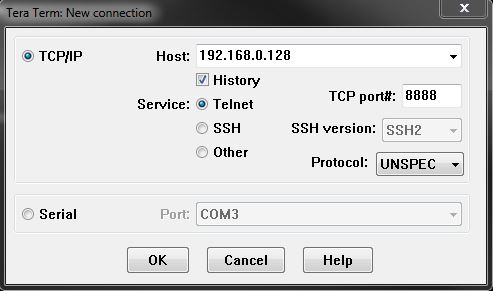 Tera Term: New connection
TCP/IP Host: 192.168.0.128
History
Service: Telnet TCP port#: 8888
SSH SSH version: SSH2
Other Protocol: UNSPEC
Serial Port: COM3
OK Cancel Help